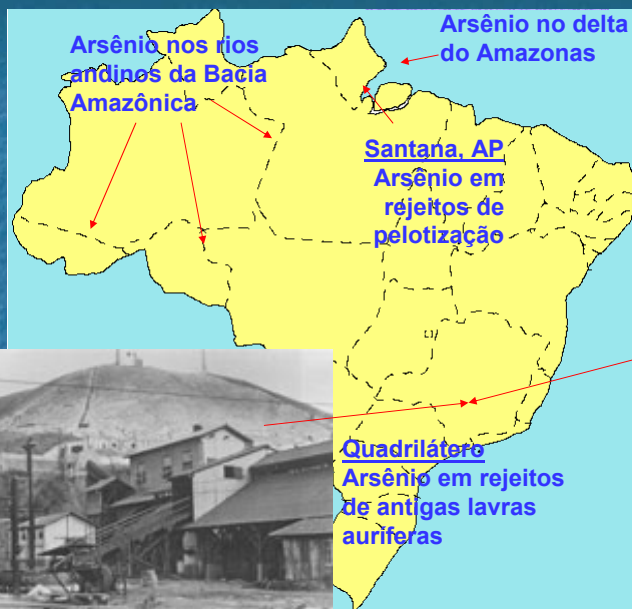 Arsênio nos rios
andinos da Bacia
Amazônica
Arsênio no delta
do Amazonas
Santana, AP
Arsênio em
rejeitos de
pelotização
Quadrilátero
Arsênio em rejeitos
de antigas lavras
auríferas